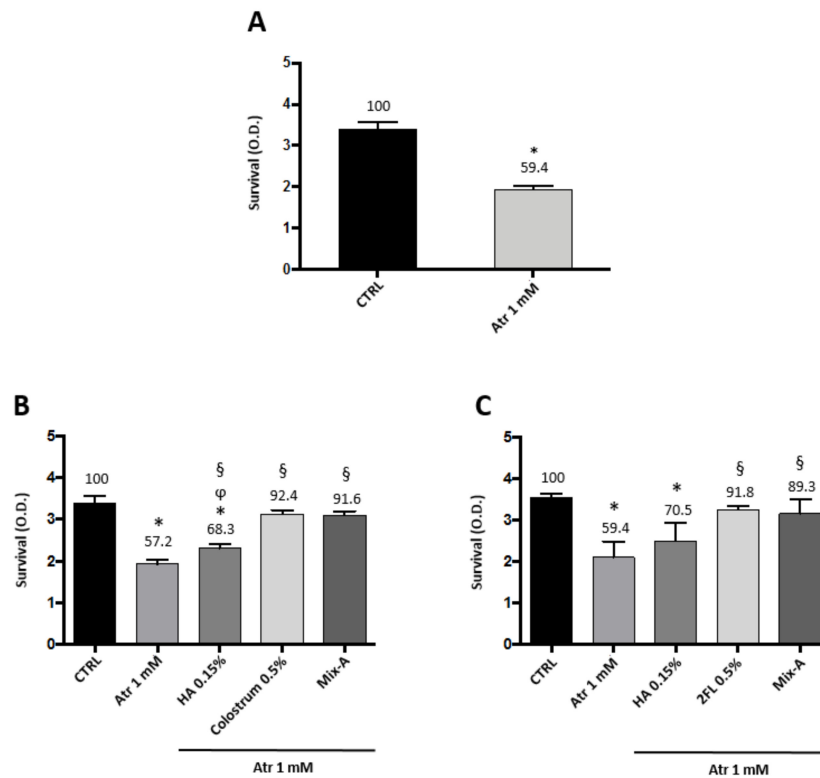 A
Survival (O.D.)
5
4
3
2
1
0
100
*
59.4
CTRL
Atr 1 mM
B
Survival (O.D.)
5
4
3
2
1
0
100
*
57.2
§
φ
*
68.3
§
92.4
§
91.6
CTRL
Atr 1 mM
HA 0.15%
Colostrum 0.5%
Mix-A
Atr 1 mM
C
Survival (O.D.)
5
4
3
2
1
0
100
*
59.4
*
70.5
§
91.8
§
89.3
CTRL
Atr 1 mM
HA 0.15%
2FL 0.5%
Mix-A
Atr 1 mM